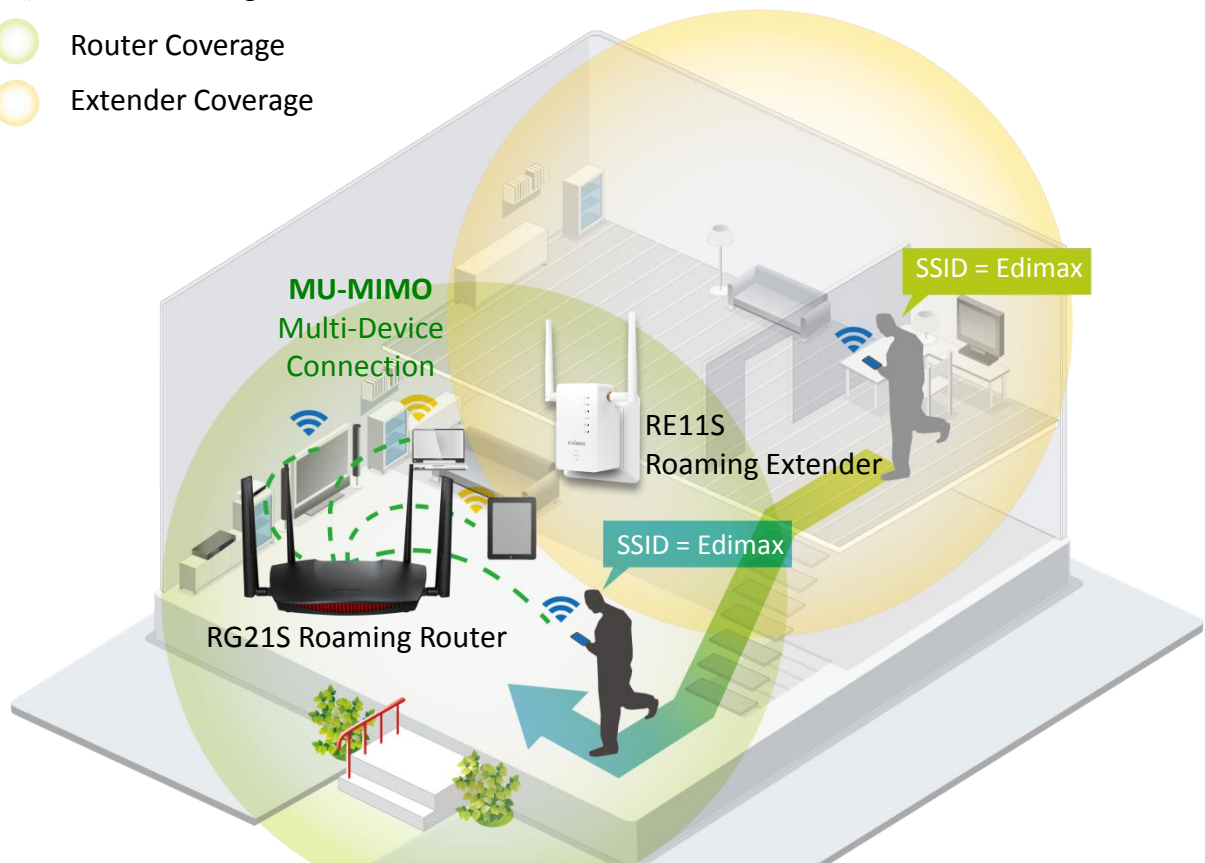 Router Coverage
Extender Coverage
SSID = Edimax
MU-MIMO
Multi-Device
Connection
EDIMAX
RE11S
Roaming Extender
SSID = Edimax
RG21S Roaming Router